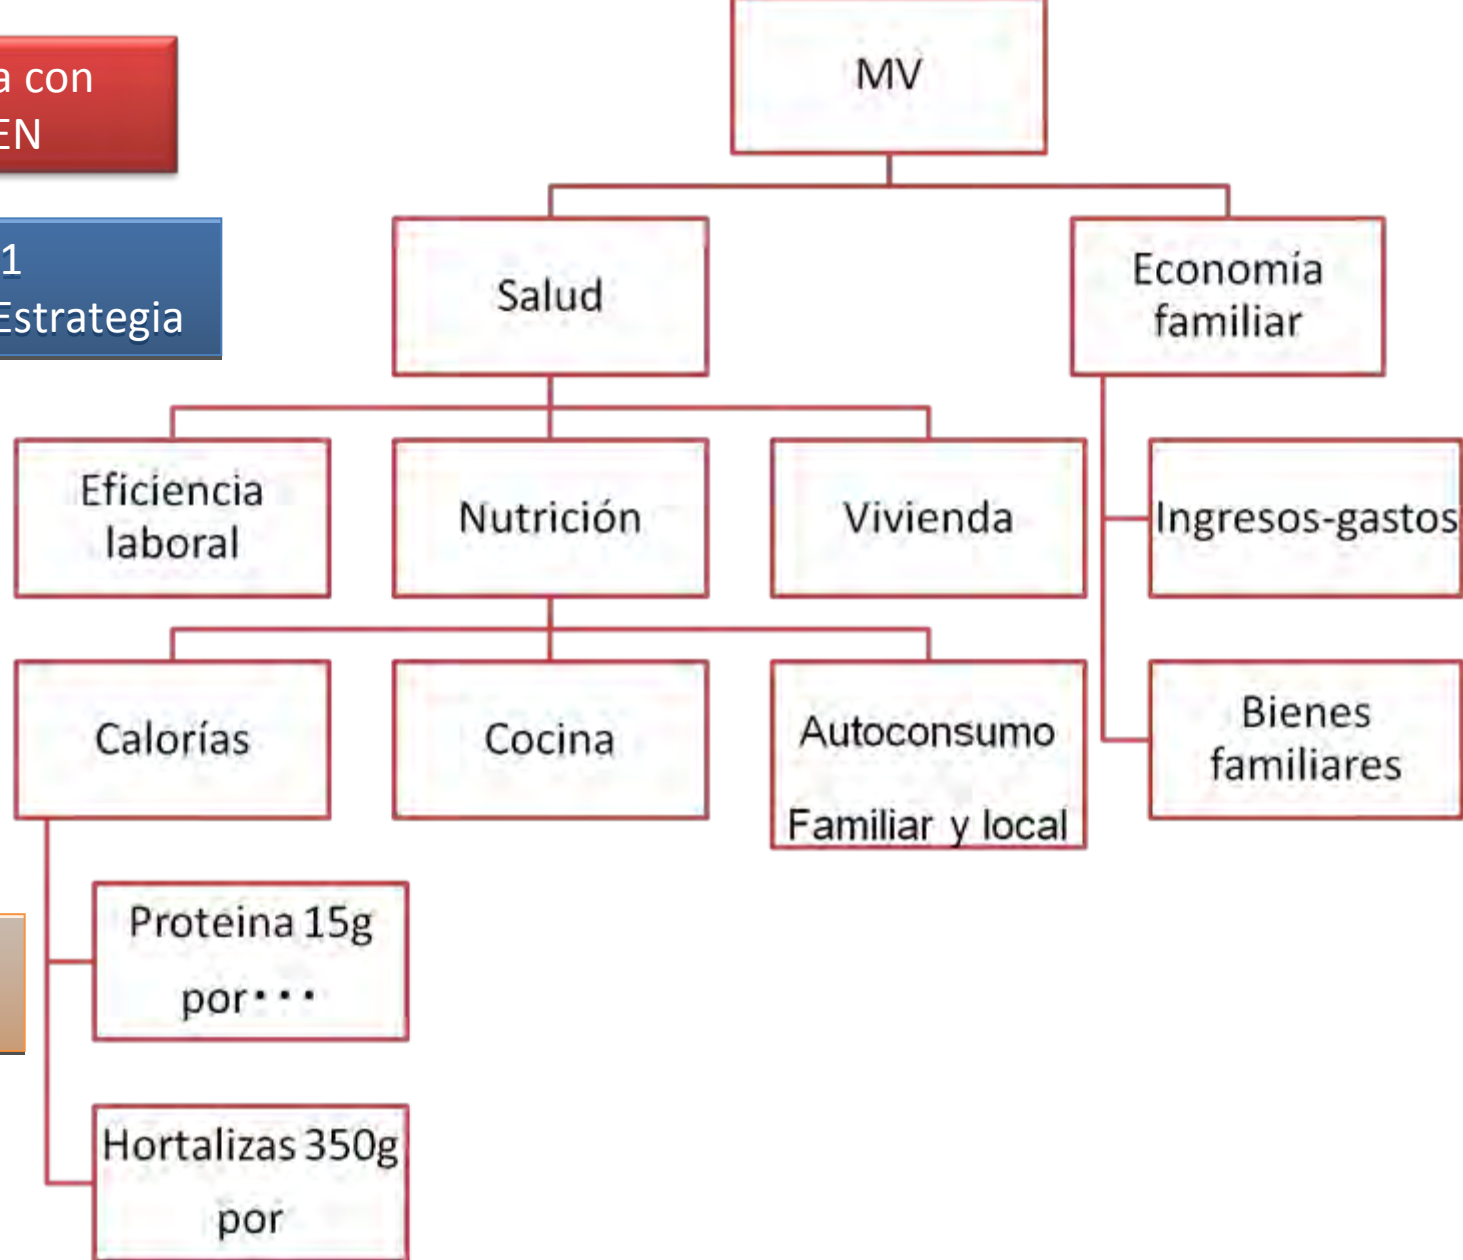 MV
a con
EN
1
Estrategia
Salud
Economía
familiar
Eficiencia
laboral
Nutrición
Vivienda
Ingresos-gastos
Calorías
Cocina
Autoconsumo
Familiar y local
Bienes
familiares
Proteina 15g
por・・・
Hortalizas 350g
por